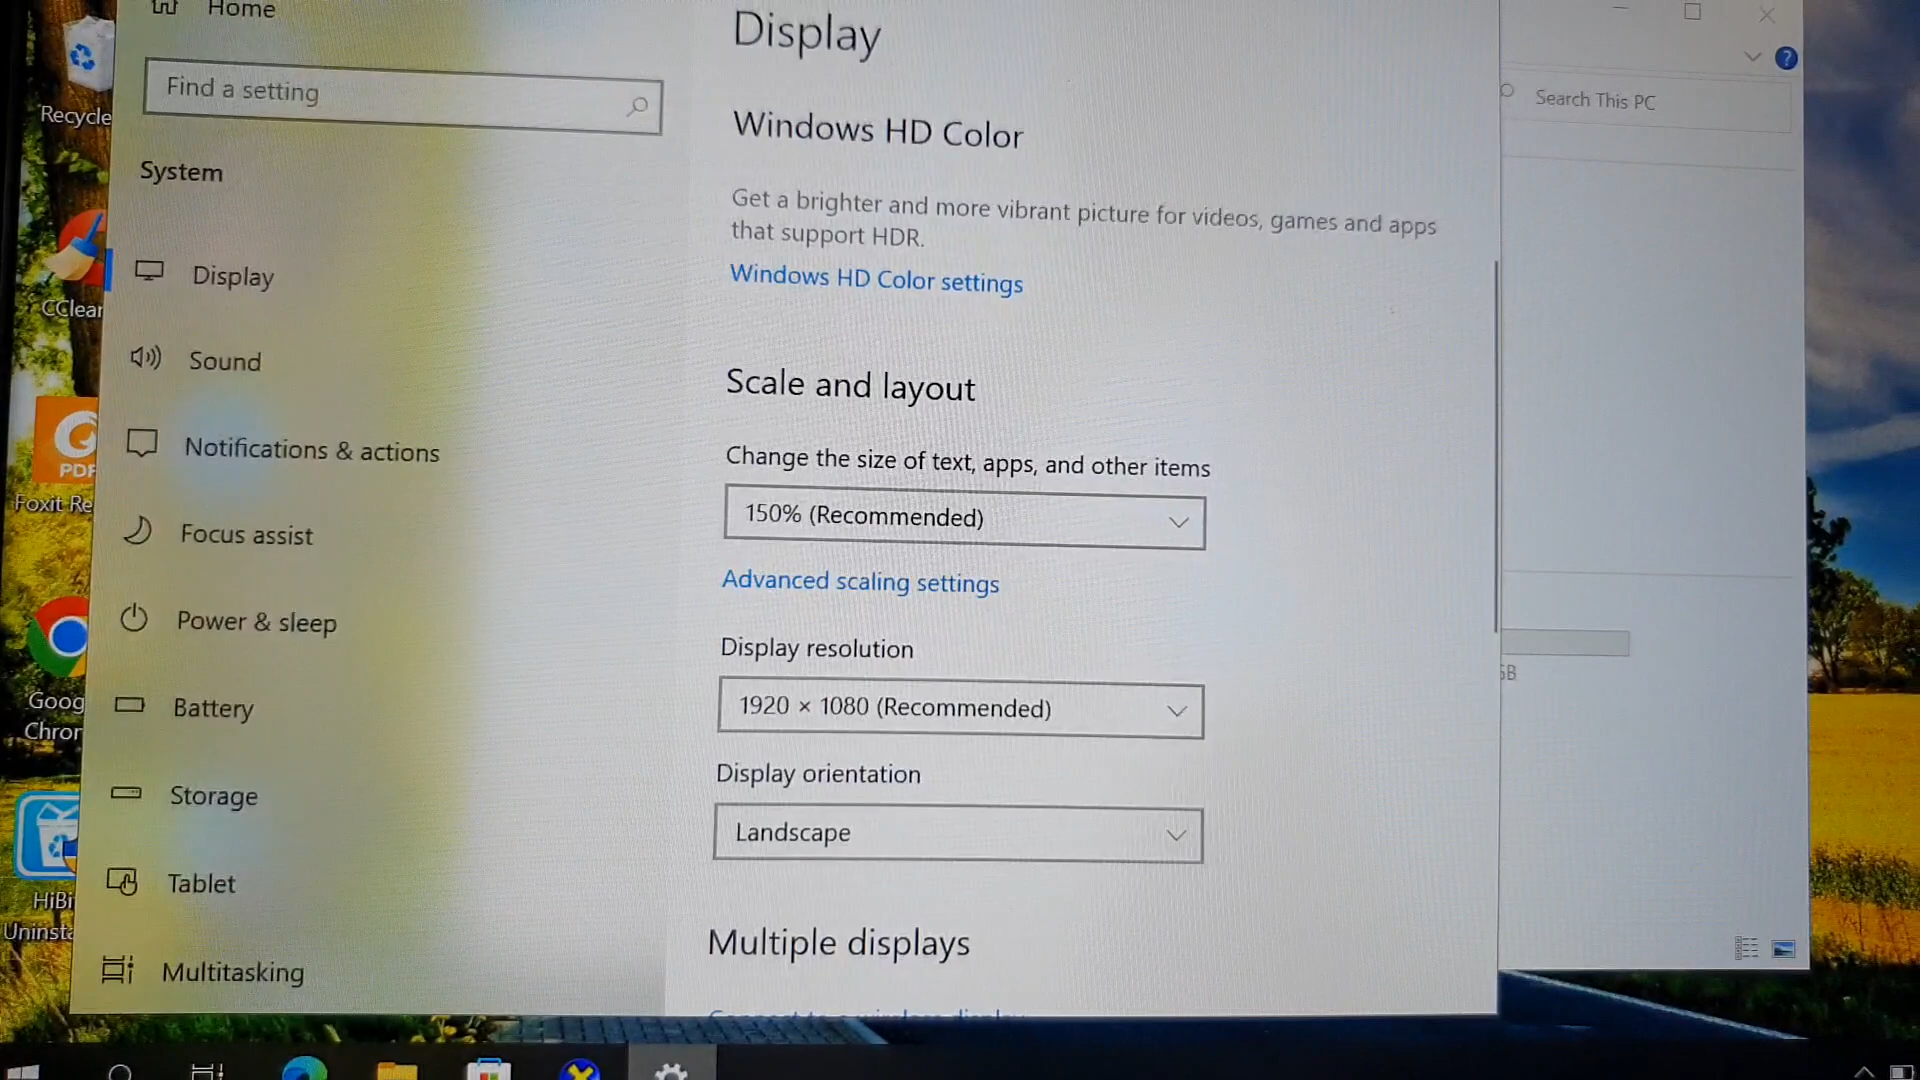 Home
Find a setting
System
Display
Sound
Notifications & actions
Focus assist
Power & sleep
Battery
Storage
Tablet
Multitasking
Display
Windows HD Color
Get a brighter and more vibrant picture for videos, games and apps
that support HDR.
Windows HD Color settings
Scale and layout
Change the size of text, apps, and other items
150% (Recommended)
Advanced scaling settings
Display resolution
1920 × 1080 (Recommended)
Display orientation
Landscape
Multiple displays
Search This PC
Recycle
CClean
PDF
Foxit Re
Goog
Chron
HiBi
Uninsta